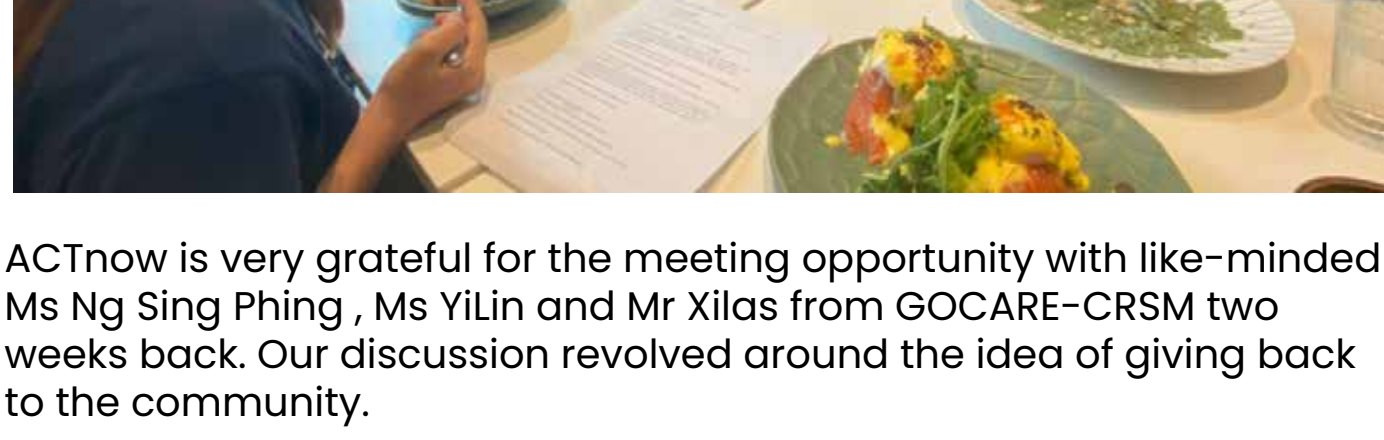 ACTnow is very grateful for the meeting opportunity with like-minded
Ms Ng Sing Phing , Ms YiLin and Mr Xilas from GOCARE-CRSM two
weeks back. Our discussion revolved around the idea of giving back
to the community.